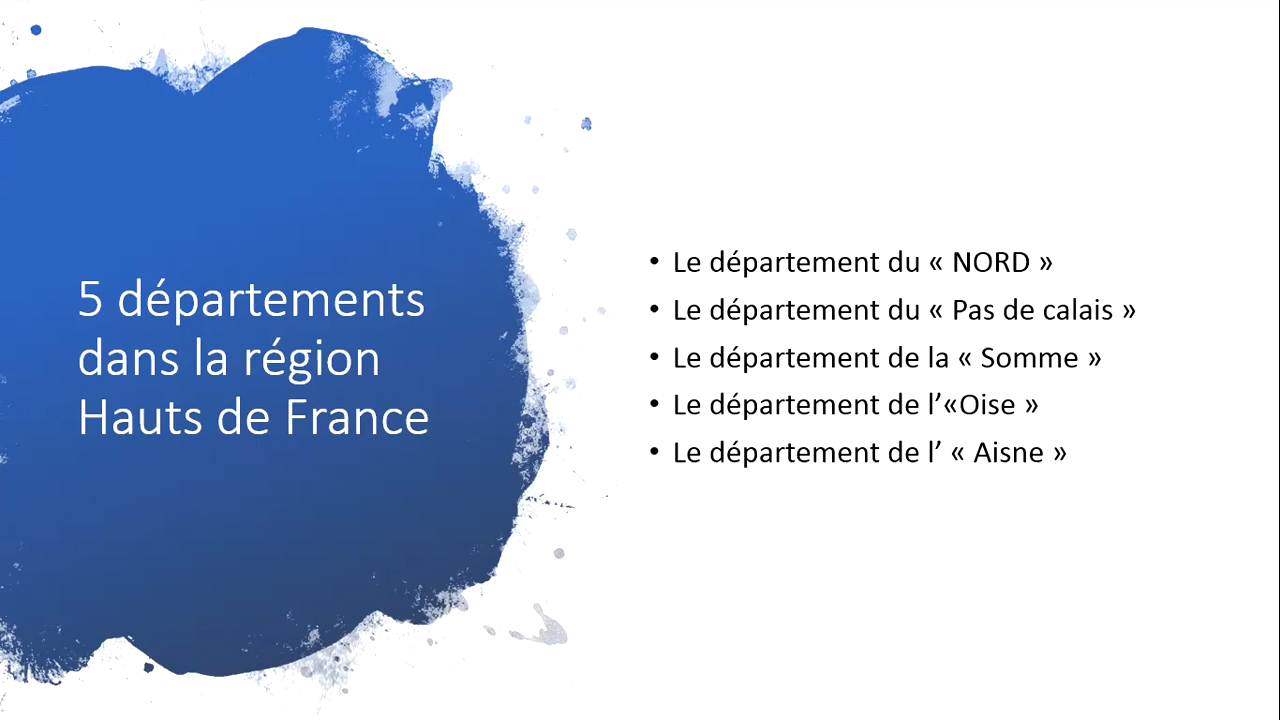 5 départements
dans la région
Hauts de France
• Le département du « NORD »
• Le département du « Pas de calais »
• Le département de la « Somme »
• Le département de l’«Oise »
• Le département de l’ « Aisne »